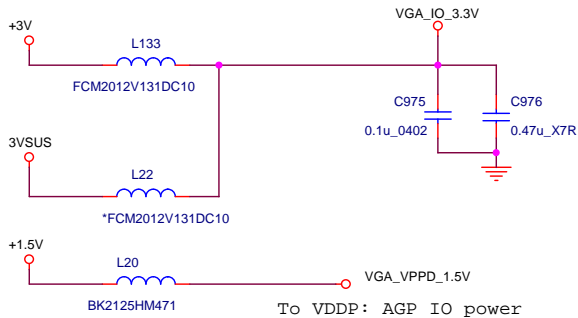 +3V
VGA_IO_3.3V
L133
FCM2012V131DC10
C975
C976
0.1u_0402
0.47u_X7R
3VSUS
L22
*FCM2012V131DC10
+1.5V
L20
VGA_VPPD_1.5V
BK2125HM471
To VDDP: AGP IO power